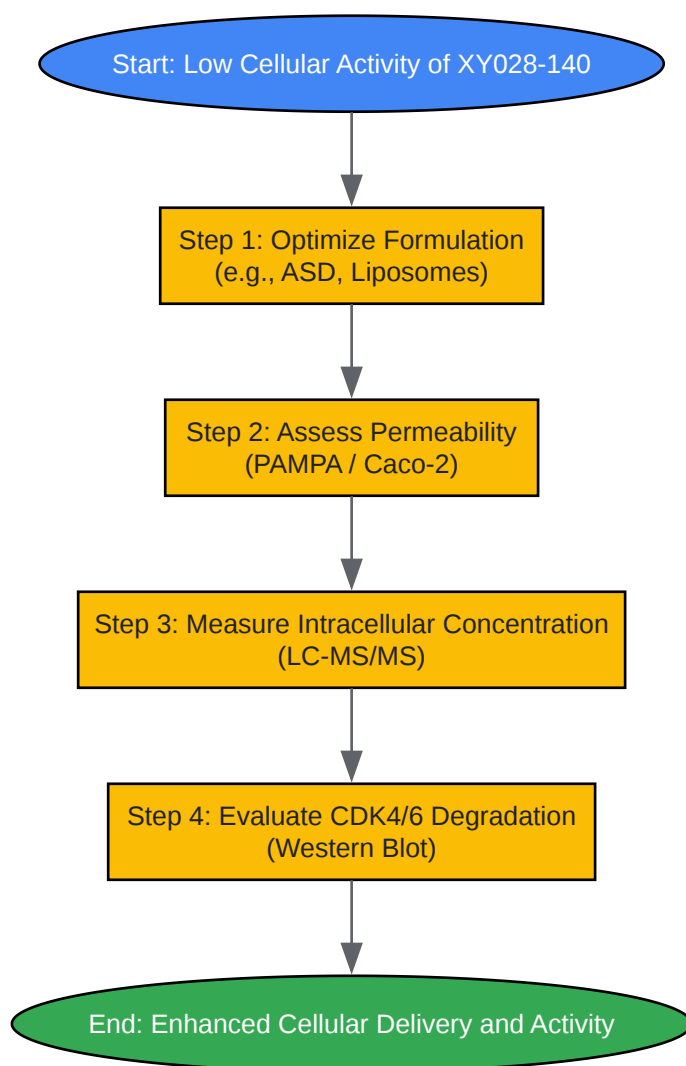 Start: Low Cellular Activity of XY028-140
Step 1: Optimize Formulation
(e.g., ASD, Liposomes)
Step 2: Assess Permeability
(PAMPA / Caco-2)
Step 3: Measure Intracellular Concentration
(LC-MS/MS)
Step 4: Evaluate CDK4/6 Degradation
(Western Blot)
End: Enhanced Cellular Delivery and Activity